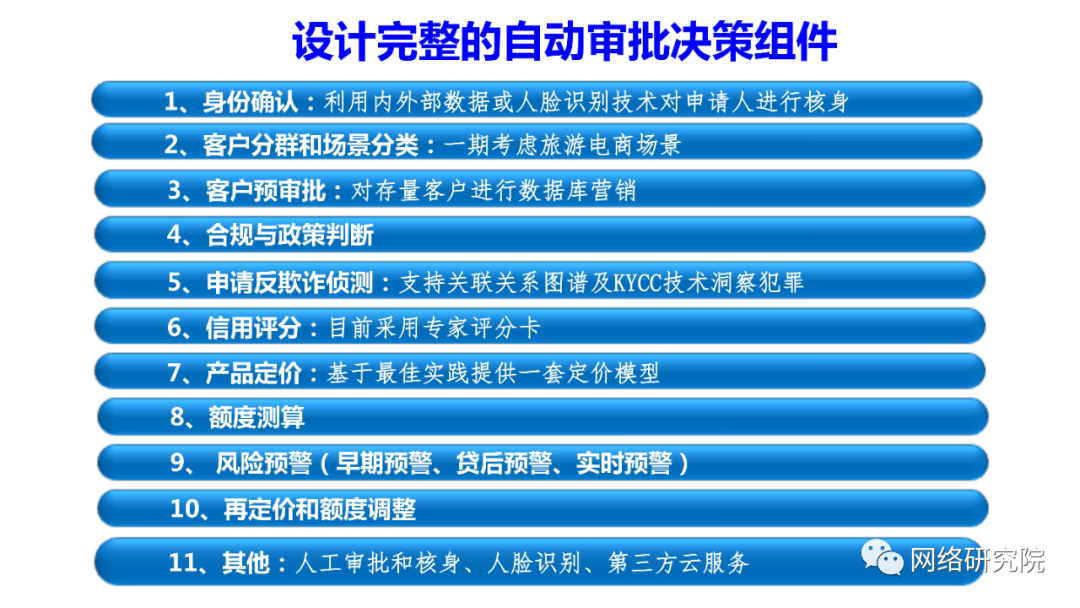 设计完整的自动审批决策组件
1、身份确认：利用内外部数据或人脸识别技术对申请人进行核身
2、客户分群和场景分类：一期考虑旅游电商场景
3、客户预审批：对存量客户进行数据库营销
4、合规与政策判断
5、申请反欺诈侦测：支持关联关系图谱及KYCC技术洞察犯罪
6、信用评分：目前采用专家评分卡
7、产品定价：基于最佳实践提供一套定价模型
8、额度测算
9、 风险预警（早期预警、贷后预警、实时预警）
10、再定价和额度调整
11、其他：人工审批和核身、人脸识别、第三方云服务
网络研究院